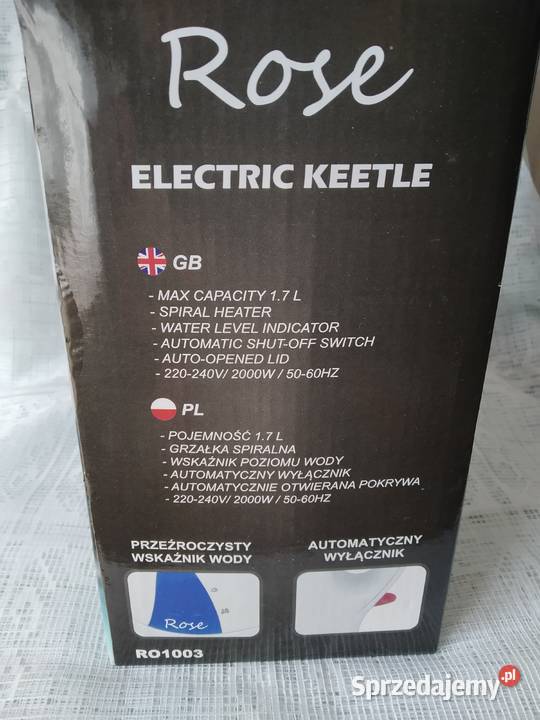 Rose
ELECTRIC KEETLE
GB
- MAX CAPACITY 1.7 L
- SPIRAL HEATER
- WATER LEVEL INDICATOR
- AUTOMATIC SHUT-OFF SWITCH
- AUTO-OPENED LID
- 220-240V/ 2000W / 50-60HZ
PL
- POJEMNOŚĆ 1.7 L
- GRZAŁKA SPIRALNA
- WSKAŹNIK POZIOMU WODY
- AUTOMATYCZNY WYŁĄCZNIK
- AUTOMATYCZNIE OTWIERANA POKRYWA
- 220-240V/ 2000W / 50-60HZ
PRZEŹROCZYSTY
WSKAŹNIK WODY
AUTOMATYCZNY
WYŁĄCZNIK
Rose
RO1003
Sprzedajemy.pl